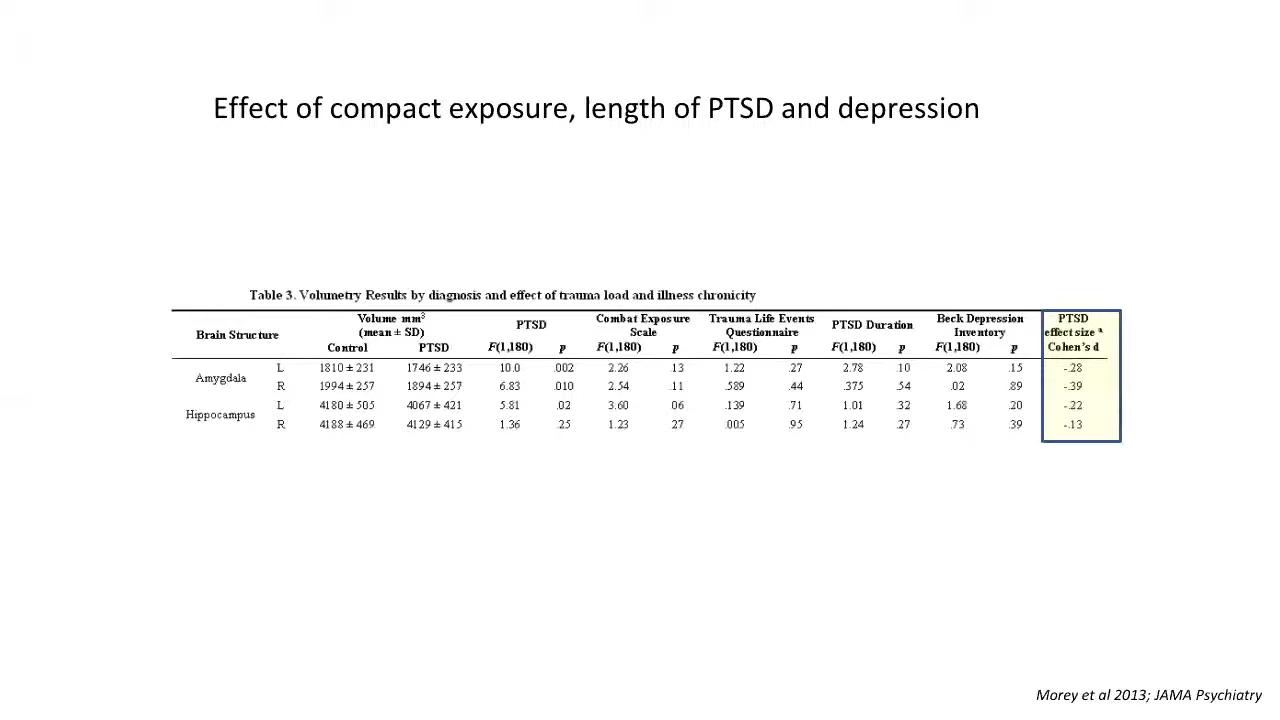 Effect of compact exposure, length of PTSD and depression
Table 3. Volumetry Results by diagnosis and effect of trauma load and illness chronicity
Brain Structure Volume mm3 (mean ± SD) PTSD Combat Exposure Scale Trauma Life Events Questionnaire PTSD Duration Beck Depression Inventory PTSD effect size a Cohen's d
Control PTSD F(1,180) p F(1,180) p F(1,180) p F(1,180) p F(1,180) p
Amygdala L 1810 ± 231 1746 ± 233 10.0 .002 2.26 .13 1.22 .27 2.78 .10 2.08 .15 -.28
R 1994 ± 257 1894 ± 257 6.83 .010 2.54 .11 .589 .44 .375 .54 .02 .89 -.39
Hippocampus L 4180 ± 505 4067 ± 421 5.81 .02 3.60 .06 .139 .71 1.01 .32 1.68 .20 -.22
R 4188 ± 469 4129 ± 415 1.36 .25 1.23 .27 .005 .95 1.24 .27 .73 .39 -.13
Morey et al 2013; JAMA Psychiatry